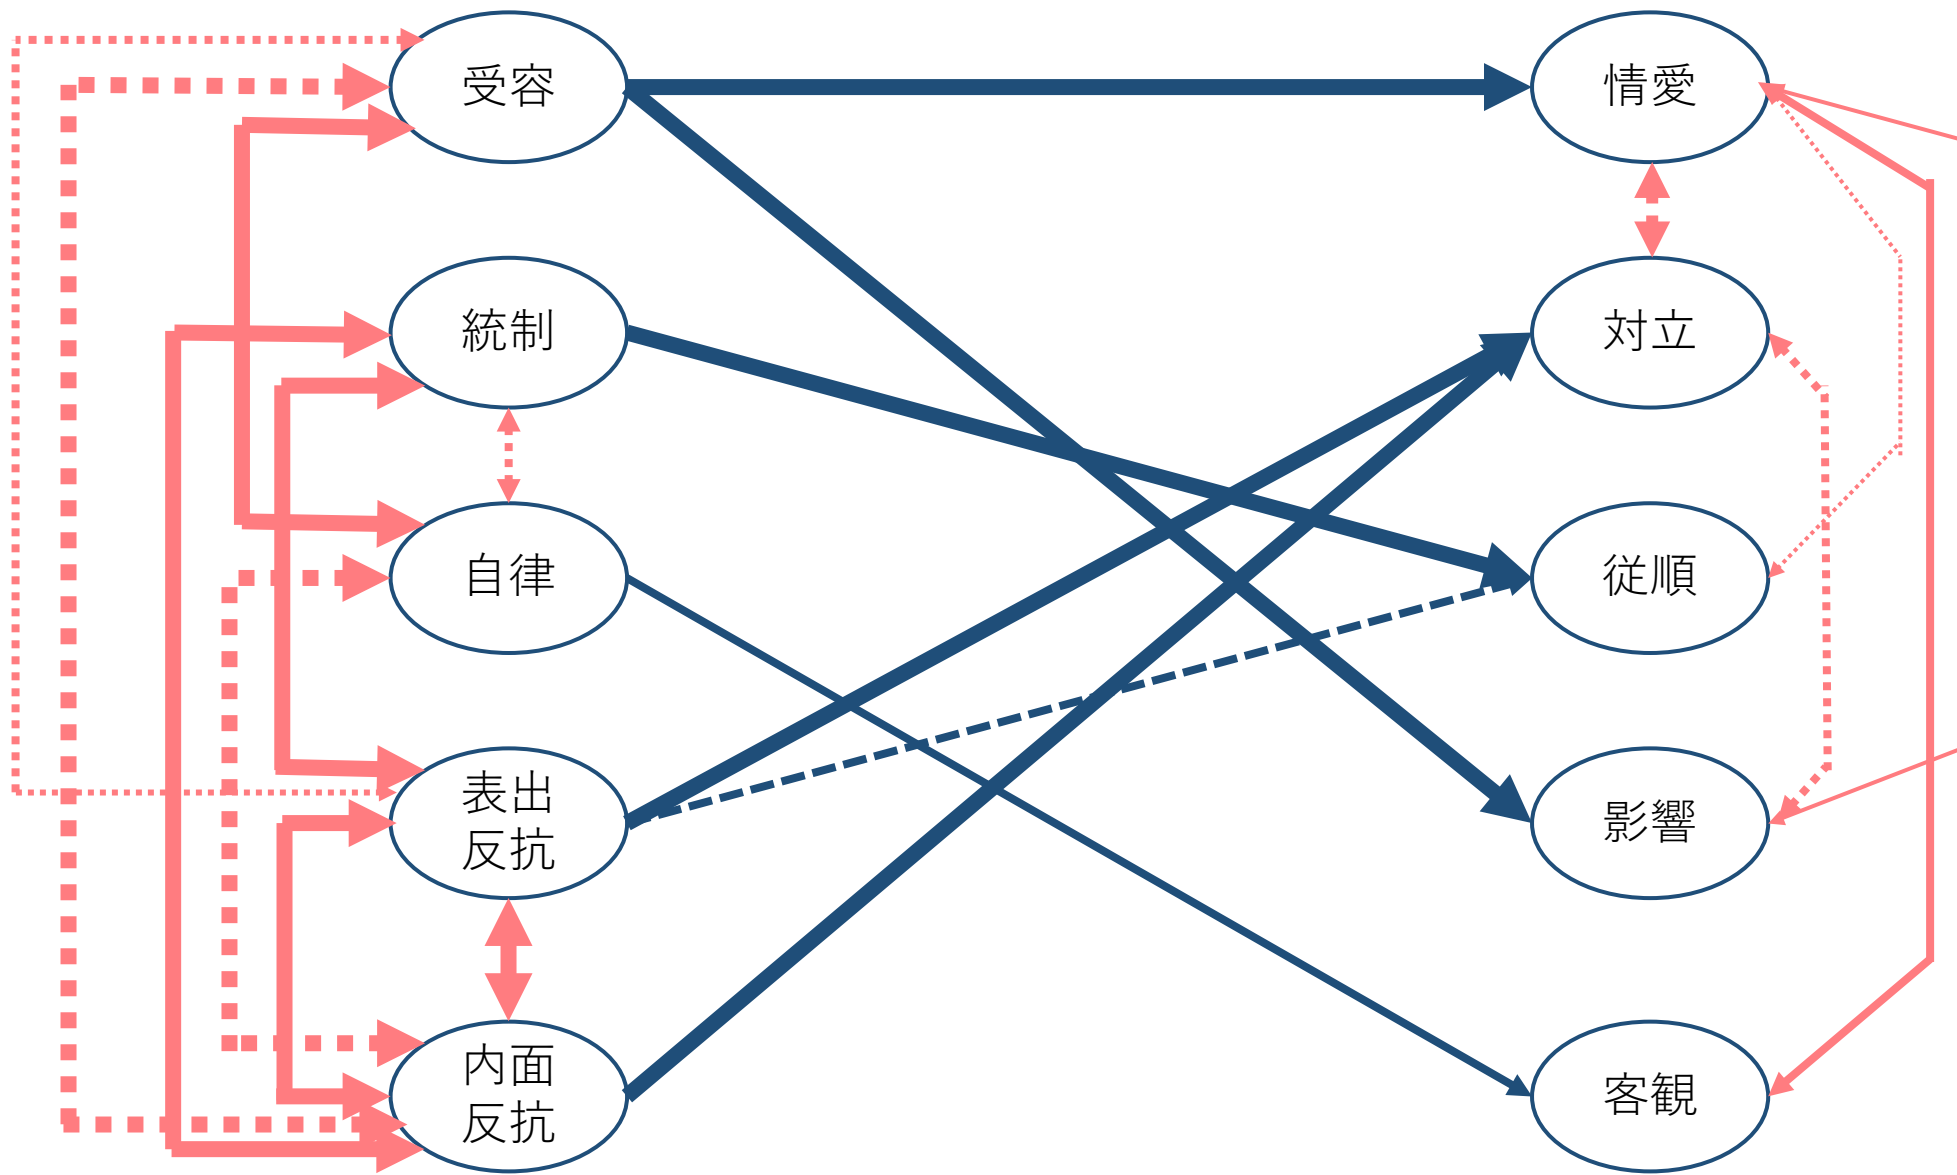 受容
情愛
統制
対立
自律
従順
表出
反抗
影響
内面
反抗
客観